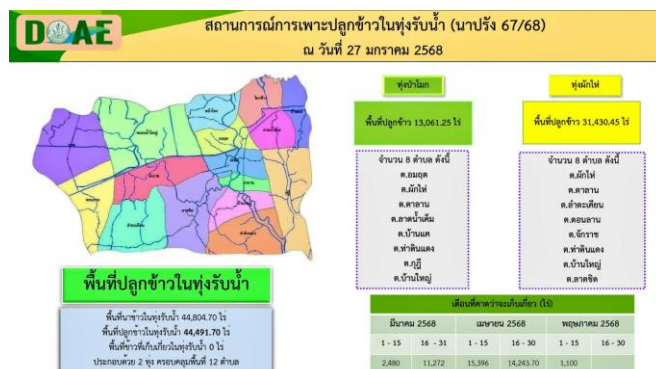 DOAE
สถานการณ์การเพาะปลูกข้าวในทุ่งรับน้ำ (นาปรัง 67/68)
ณ วันที่ 27 มกราคม 2568
ทุ่งป่าโมก
พื้นที่ปลูกข้าว 13,061.25 ไร่
จำนวน 8 ตำบล ดังนี้
ต.อมฤต
ต.ผักไห่
ต.ตาลาน
ต.ลาดน้ำเค็ม
ต.บ้านแค
ต.ท่าดินแดง
ต.กุฎี
ต.บ้านใหญ่
ทุ่งผักไห่
พื้นที่ปลูกข้าว 31,430.45 ไร่
จำนวน 8 ตำบล ดังนี้
ต.ผักไห่
ต.ตาลาน
ต.ลำตะเคียน
ต.ดอนลาน
ต.จักราช
ต.ท่าดินแดง
ต.บ้านใหญ่
ต.ลาดชิด
พื้นที่ปลูกข้าวในทุ่งรับน้ำ
พื้นที่นาข้าวในทุ่งรับน้ำ 44,804.70 ไร่
พื้นที่ปลูกข้าวในทุ่งรับน้ำ 44,491.70 ไร่
พื้นที่ข้าวที่เก็บเกี่ยวในทุ่งรับน้ำ 0 ไร่
ประกอบด้วย 2 ทุ่ง ครอบคลุมพื้นที่ 12 ตำบล
เดือนที่คาดว่าจะเก็บเกี่ยว (ไร่)
มีนาคม 2568 เมษายน 2568 พฤษภาคม 2568
1 - 15 16 - 31 1 - 15 16 - 30 1 - 15 16 - 30
2,480 11,272 15,396 14,243.70 1,100